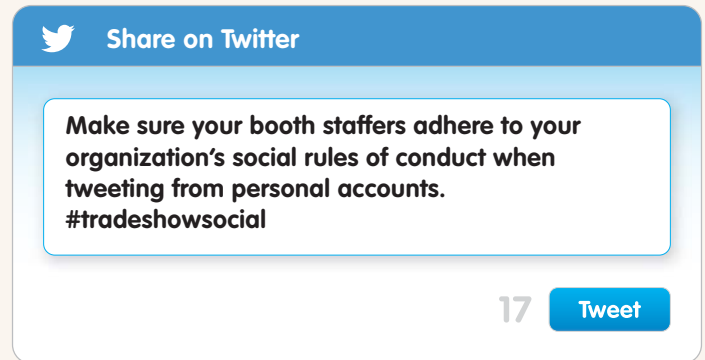 Share on Twitter
Make sure your booth staffers adhere to your
organization's social rules of conduct when
tweeting from personal accounts.
#tradeshowsocial
17 Tweet